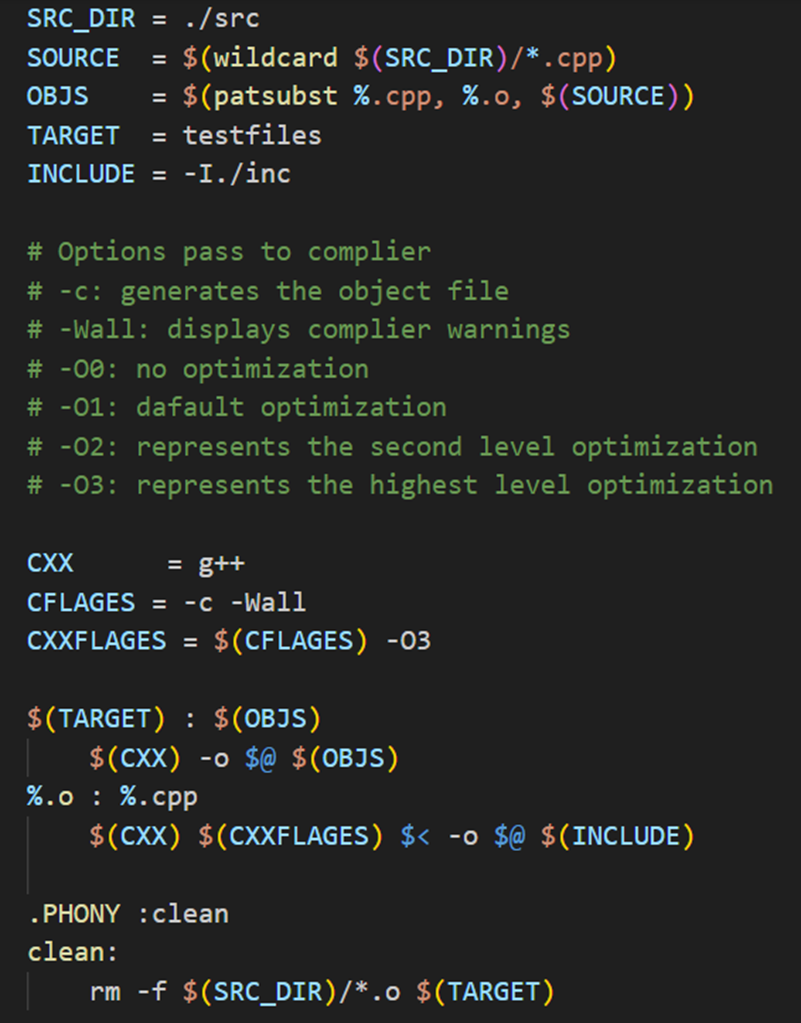 SRC_DIR = ./src
SOURCE  = $(wildcard $(SRC_DIR)/*.cpp)
OBJS    = $(patsubst %.cpp, %.o, $(SOURCE))
TARGET  = testfiles
INCLUDE = -I./inc
# Options pass to complier
# -c: generates the object file
# -Wall: displays complier warnings
# -O0: no optimization
# -O1: dafault optimization
# -O2: represents the second level optimization
# -O3: represents the highest level optimization
CXX      = g++
CFLAGES = -c -Wall
CXXFLAGES = $(CFLAGES) -O3
$(TARGET) : $(OBJS)
    $(CXX) -o $@ $(OBJS)
%.o : %.cpp
    $(CXX) $(CXXFLAGES) $< -o $@ $(INCLUDE)
.PHONY :clean
clean:
    rm -f $(SRC_DIR)/*.o $(TARGET)